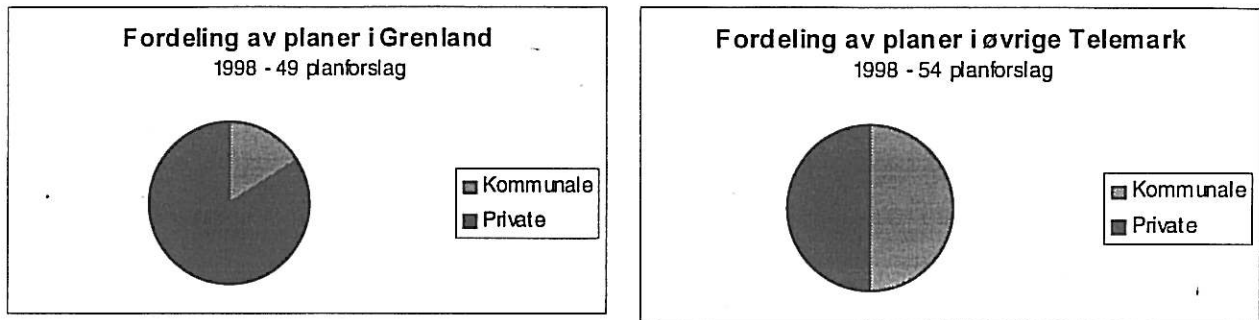 Fordeling av planer i Grenland
1998 - 49 planforslag
Kommunale
Private
Fordeling av planer i øvrige Telemark
1998 - 54 planforslag
Kommunale
Private